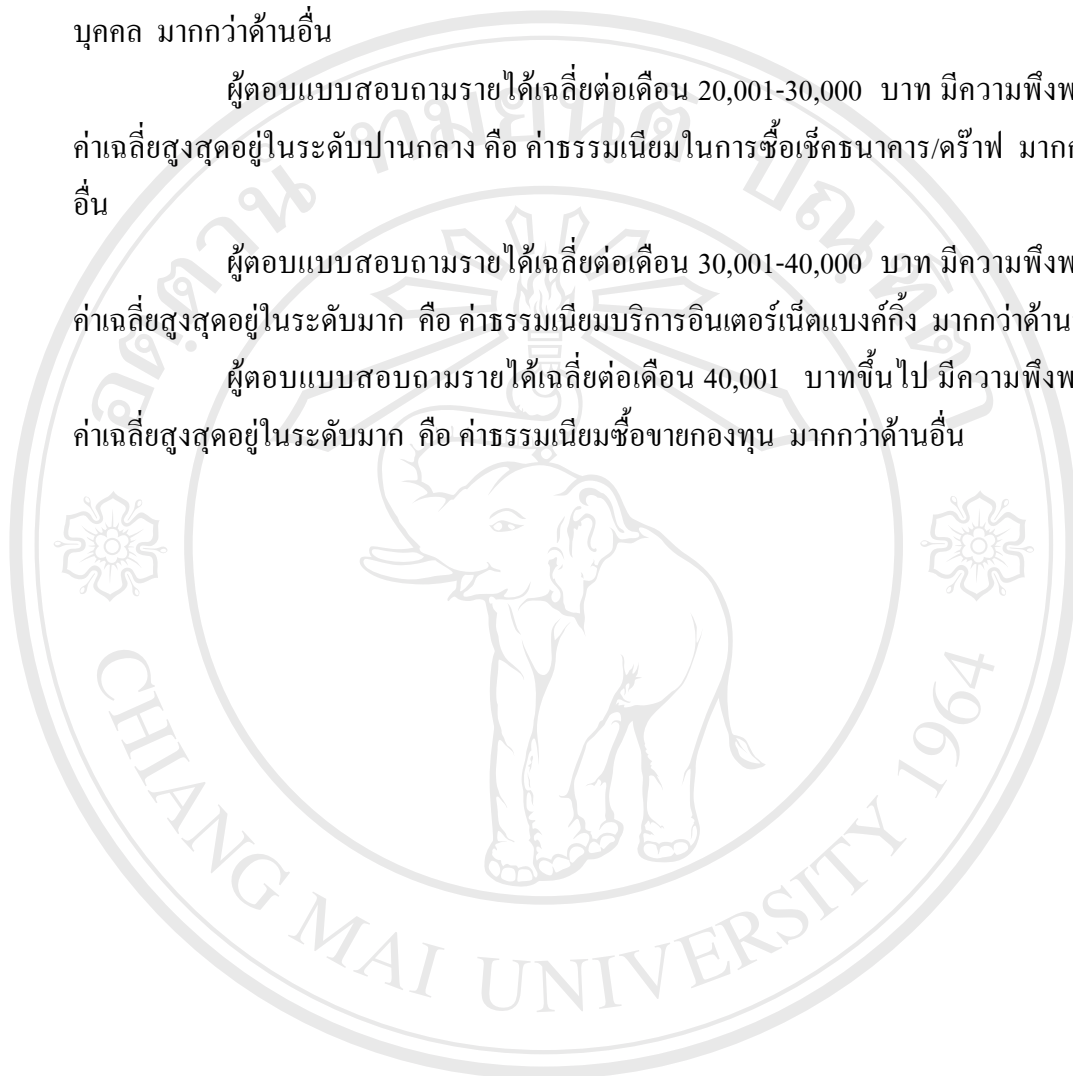 บุคคล มากกว่าด้านอื่น
ผู้ตอบแบบสอบถามรายได้เฉลี่ยต่อเดือน 20,001-30,000 บาท มีความพึงพ
ค่าเฉลี่ยสูงสุดอยู่ในระดับปานกลาง คือ ค่าธรรมเนียมในการซื้อเช็คธนาคาร/ดร๊าฟ มากก
อื่น
ผู้ตอบแบบสอบถามรายได้เฉลี่ยต่อเดือน 30,001-40,000 บาท มีความพึงพ
ค่าเฉลี่ยสูงสุดอยู่ในระดับมาก คือ ค่าธรรมเนียมบริการอินเตอร์เน็ตแบงค์กิ้ง มากกว่าด้าน
ผู้ตอบแบบสอบถามรายได้เฉลี่ยต่อเดือน 40,001 บาทขึ้นไป มีความพึงพ
ค่าเฉลี่ยสูงสุดอยู่ในระดับมาก คือ ค่าธรรมเนียมซื้อขายกองทุน มากกว่าด้านอื่น
อตฺตานํ ทมยนฺติ ปณฺฑิตา
CHIANG MAI UNIVERSITY 1964